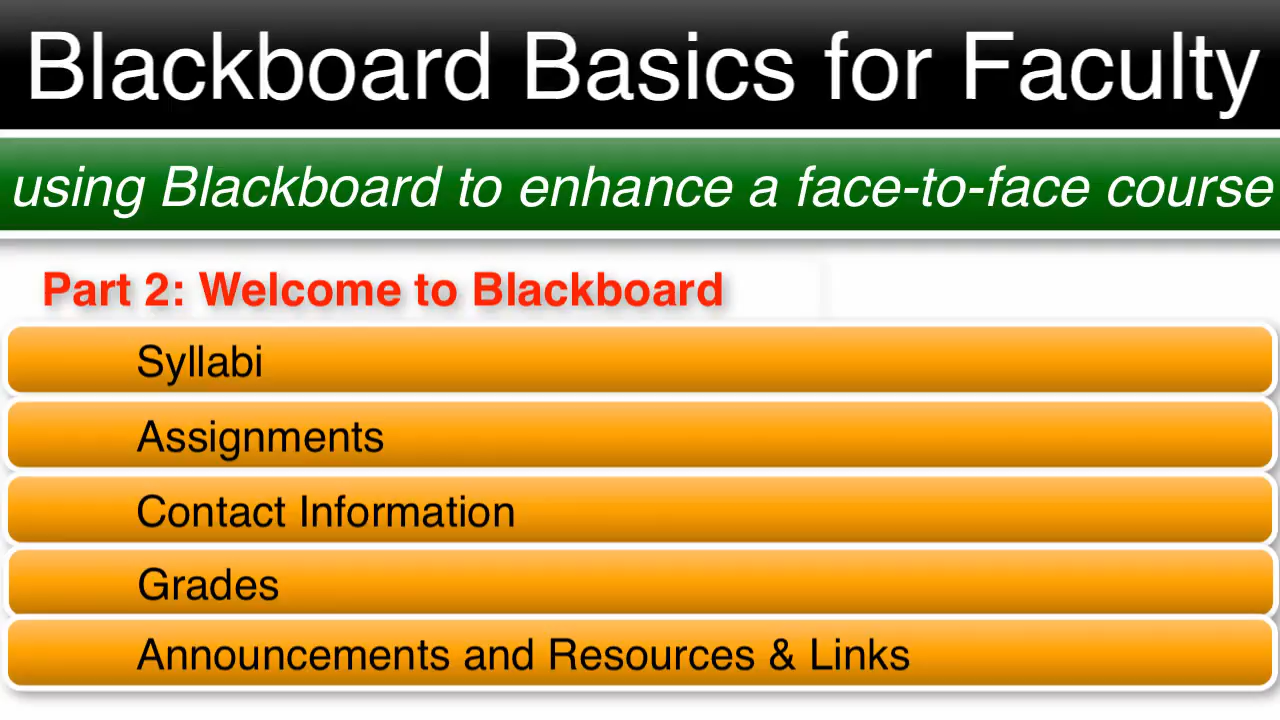 Blackboard Basics for Faculty
using Blackboard to enhance a face-to-face course
Part 2: Welcome to Blackboard
Syllabi
Assignments
Contact Information
Grades
Announcements and Resources & Links